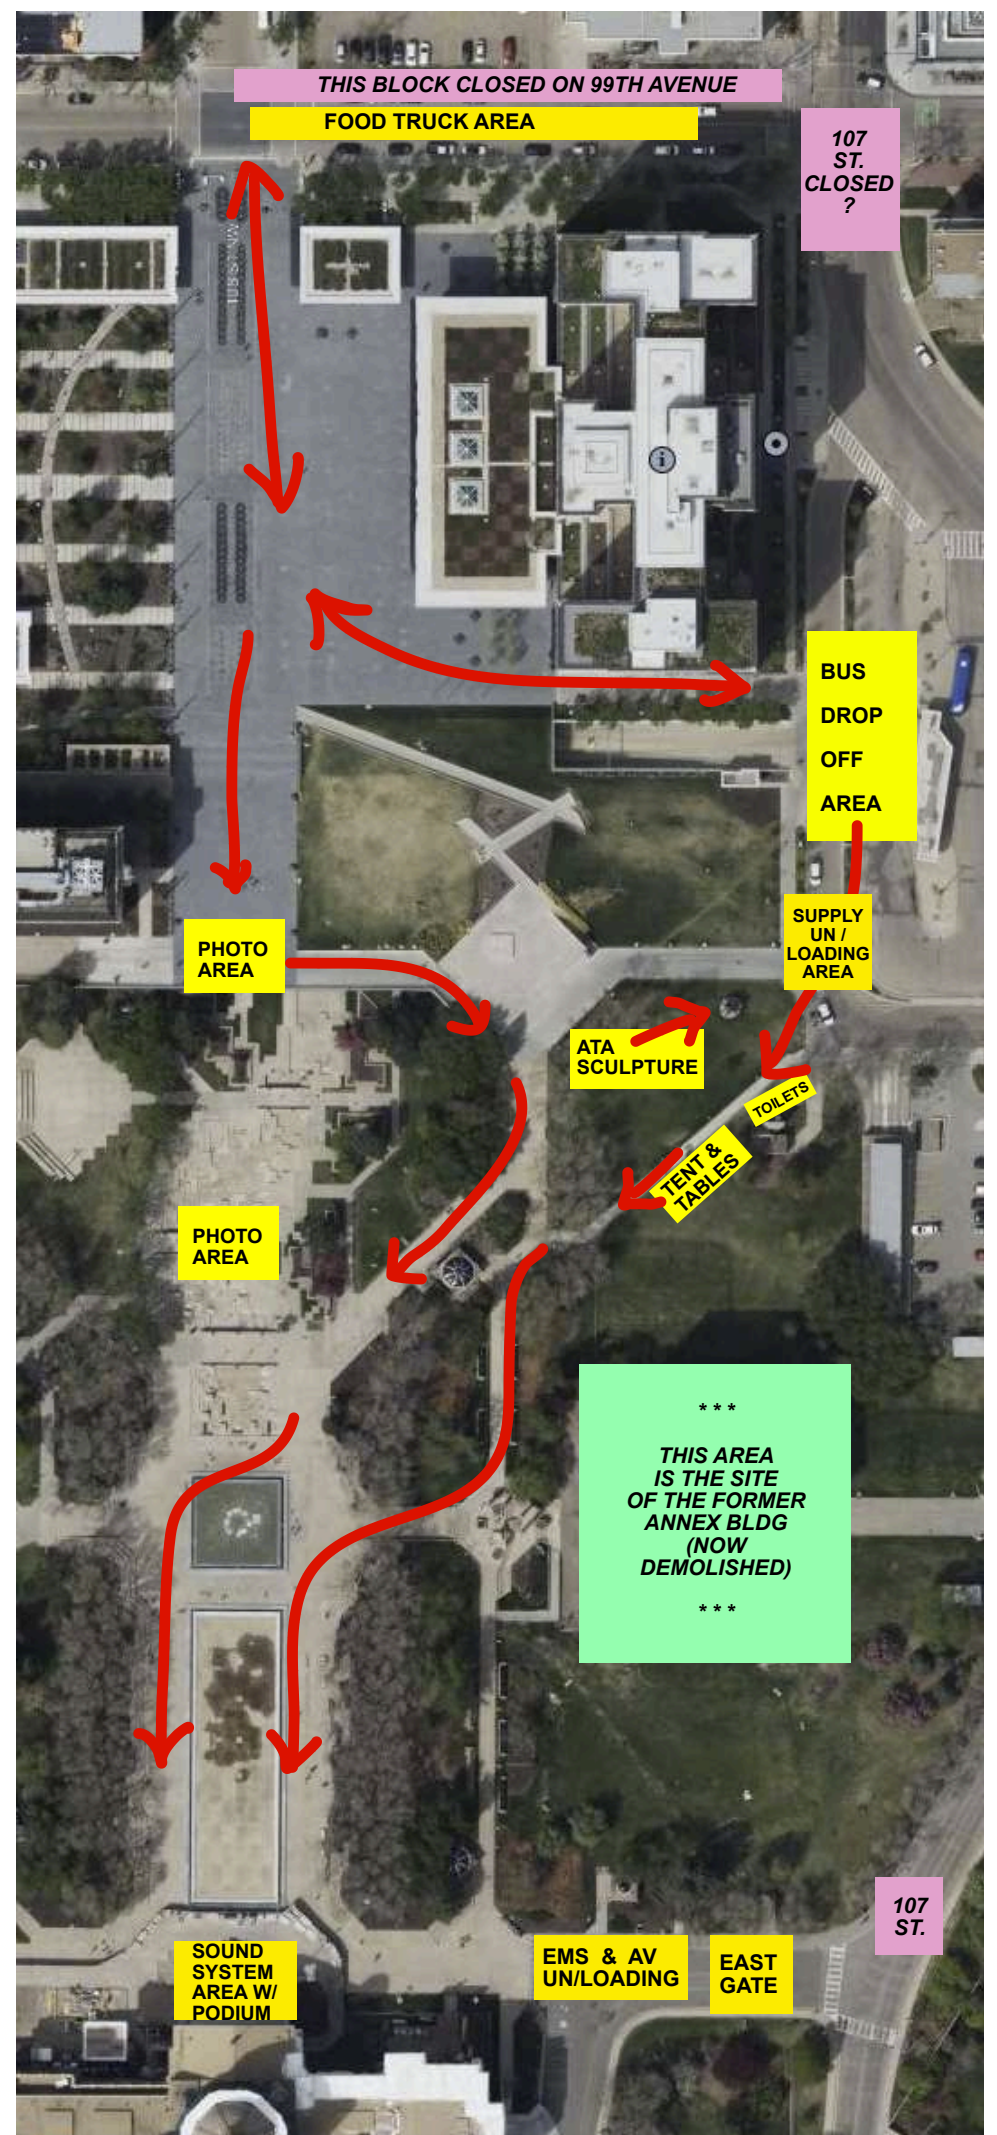 THIS BLOCK CLOSED ON 99TH AVENUE
FOOD TRUCK AREA
107
ST.
CLOSED
?
i
BUS
DROP
OFF
AREA
SUPPLY
UN /
LOADING
AREA
PHOTO
AREA
ATA
SCULPTURE
TOILETS
TENT &
TABLES
PHOTO
AREA
* * *
THIS AREA
IS THE SITE
OF THE FORMER
ANNEX BLDG
(NOW
DEMOLISHED)
* * *
107
ST.
SOUND
SYSTEM
AREA W/
PODIUM
EMS & AV
UN/LOADING
EAST
GATE